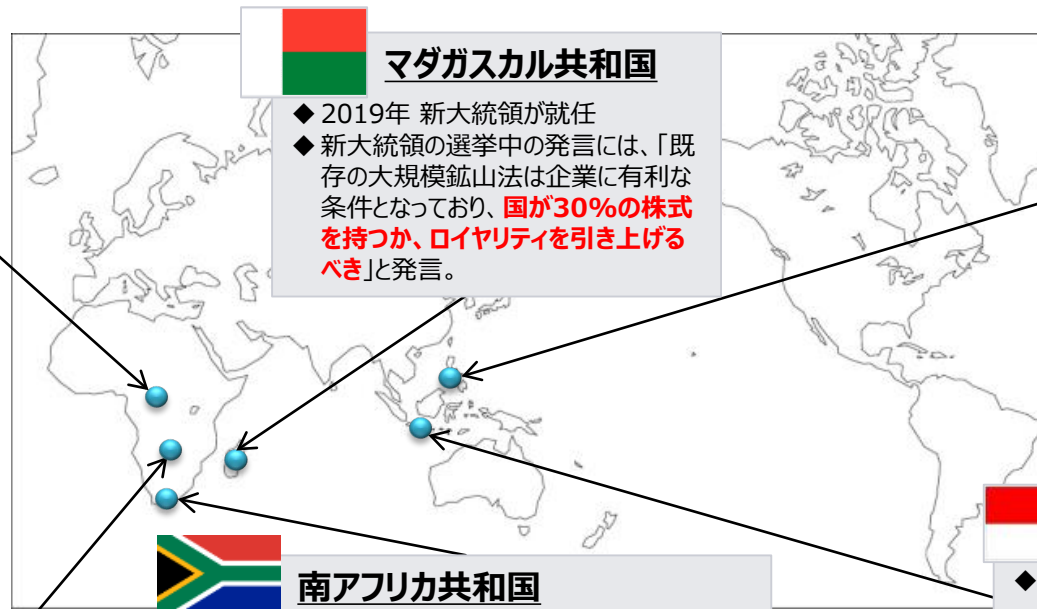 マダガスカル共和国
◆ 2019年 新大統領が就任
◆ 新大統領の選挙中の発言には、「既
存の大規模鉱山法は企業に有利な
条件となっており、国が30%の株式
を持つか、ロイヤリティを引き上げる
べき」と発言。
南アフリカ共和国
◆